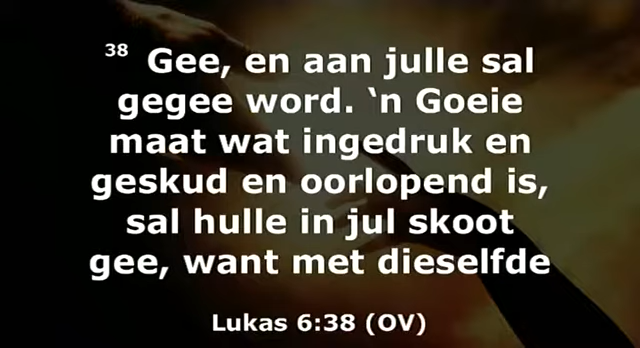 38 Gee, en aan julle sal
gegee word. ‘n Goeie
maat wat ingedruk en
geskud en oorlopend is,
sal hulle in jul skoot
gee, want met dieselfde
Lukas 6:38 (OV)